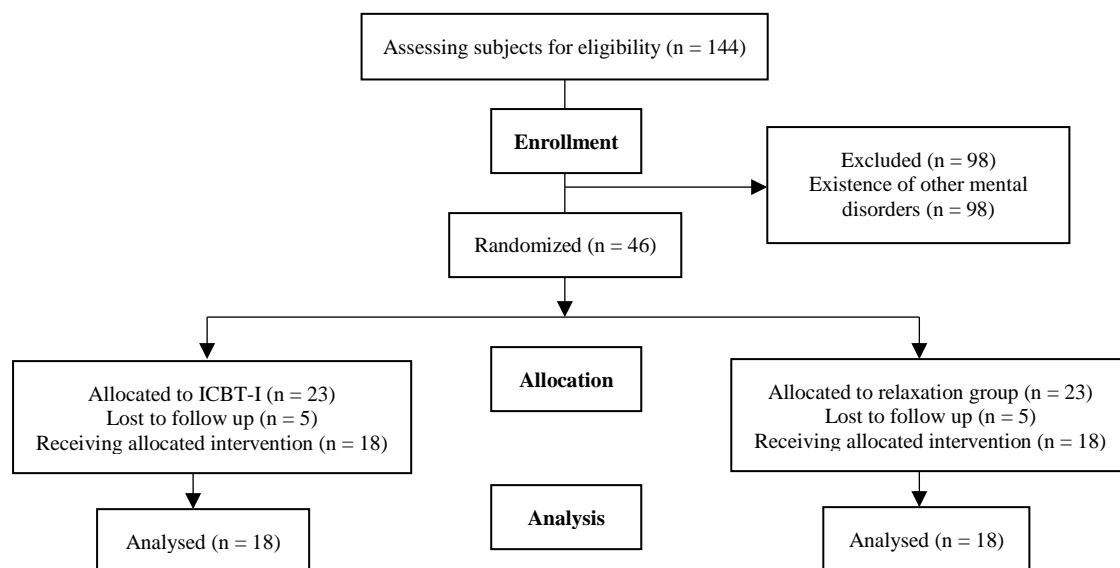 Assessing subjects for eligibility (n = 144)
Enrollment
Excluded (n = 98)
Existence of other mental
disorders (n = 98)
Randomized (n = 46)
Allocated to ICBT-I (n = 23)
Lost to follow up (n = 5)
Receiving allocated intervention (n = 18)
Allocation
Allocated to relaxation group (n = 23)
Lost to follow up (n = 5)
Receiving allocated intervention (n = 18)
Analysed (n = 18)
Analysis
Analysed (n = 18)